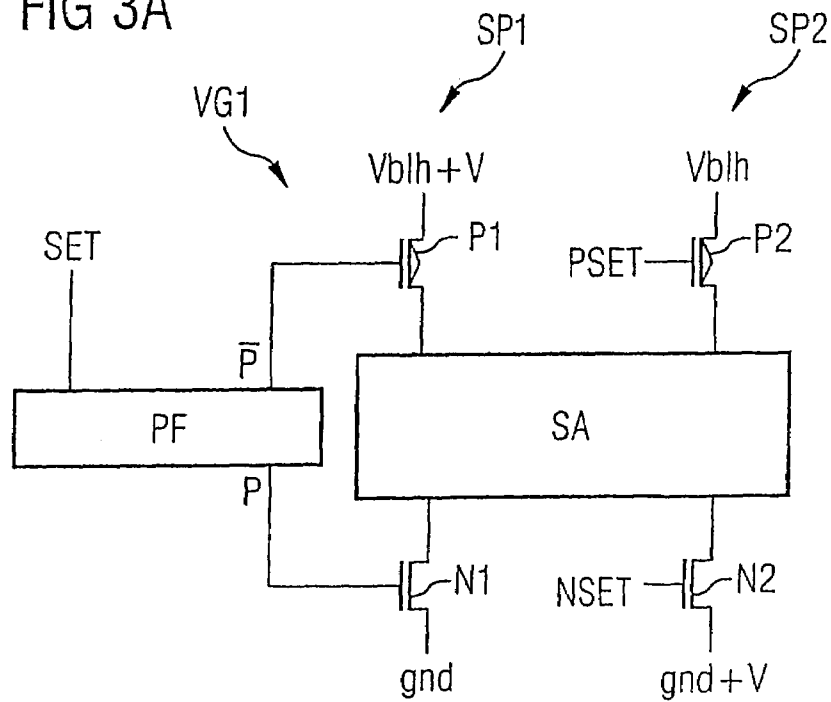 FIG 3A
SP1
SP2
VG1
Vblh+V
Vblh
SET
P1
PSET
P2
P̅
PF
SA
P
N1
NSET
N2
gnd
gnd+V